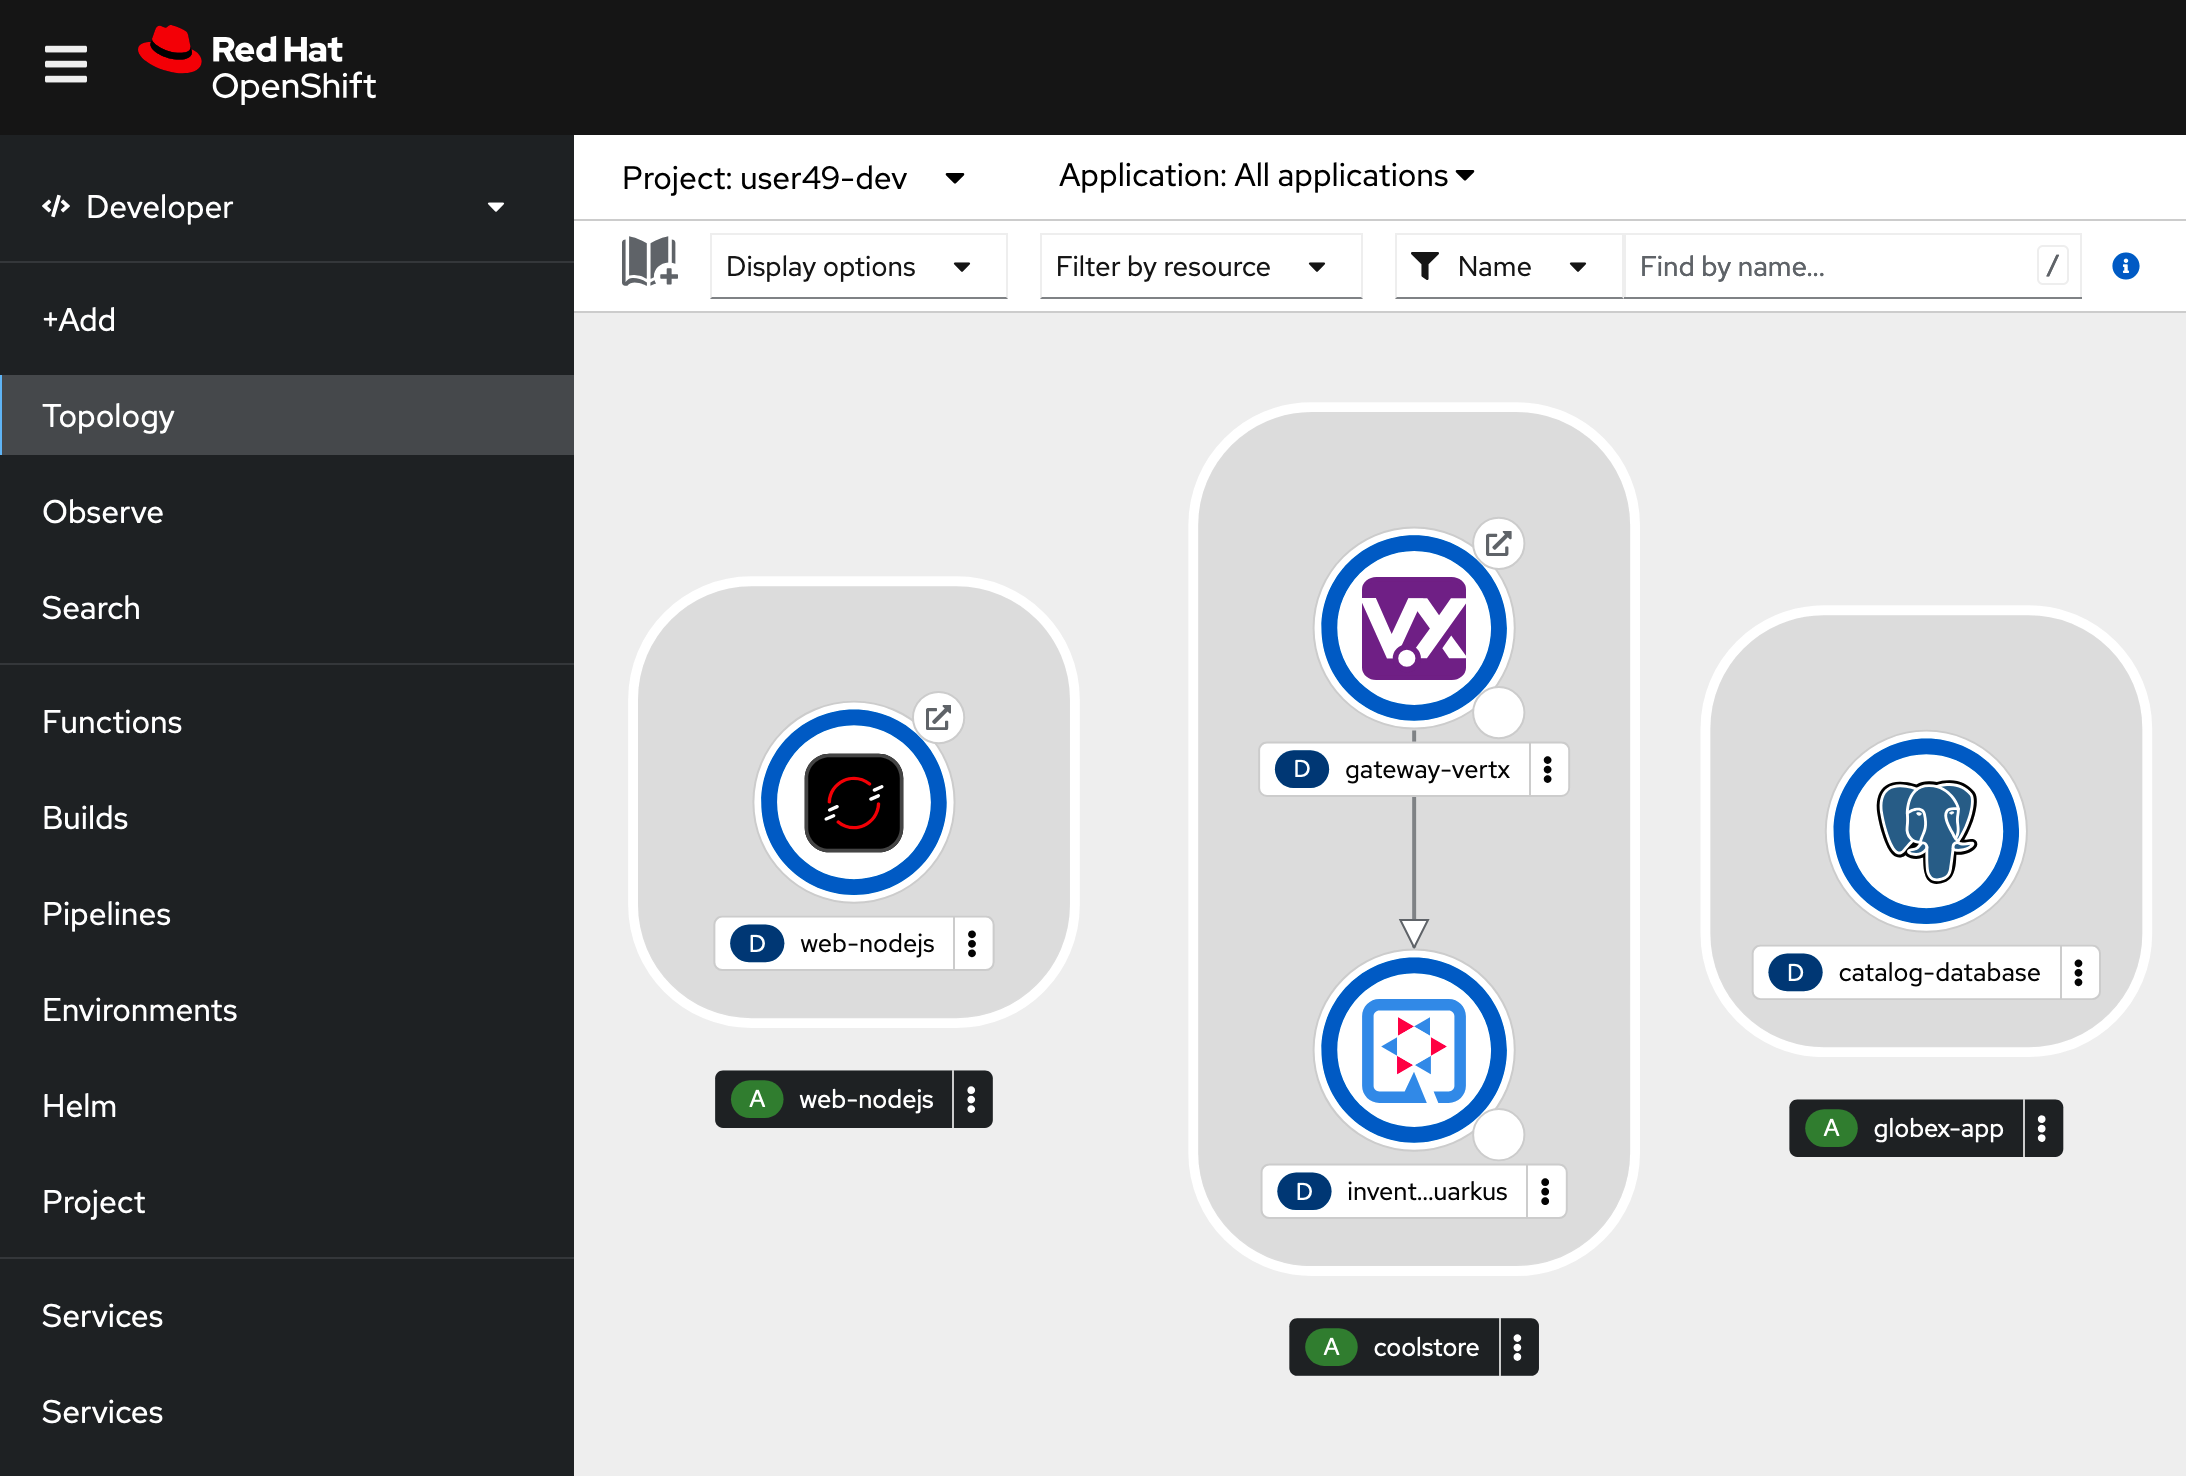 Red Hat
OpenShift
Developer
+Add
Topology
Observe
Search
Functions
Builds
Pipelines
Environments
Helm
Project
Services
Services
Project: user49-dev
Application: All applications
Display options
Filter by resource
Name
Find by name...
/
D web-nodejs
A web-nodejs
VX
D gateway-vertx
D invent...uarkus
A coolstore
D catalog-database
A globex-app